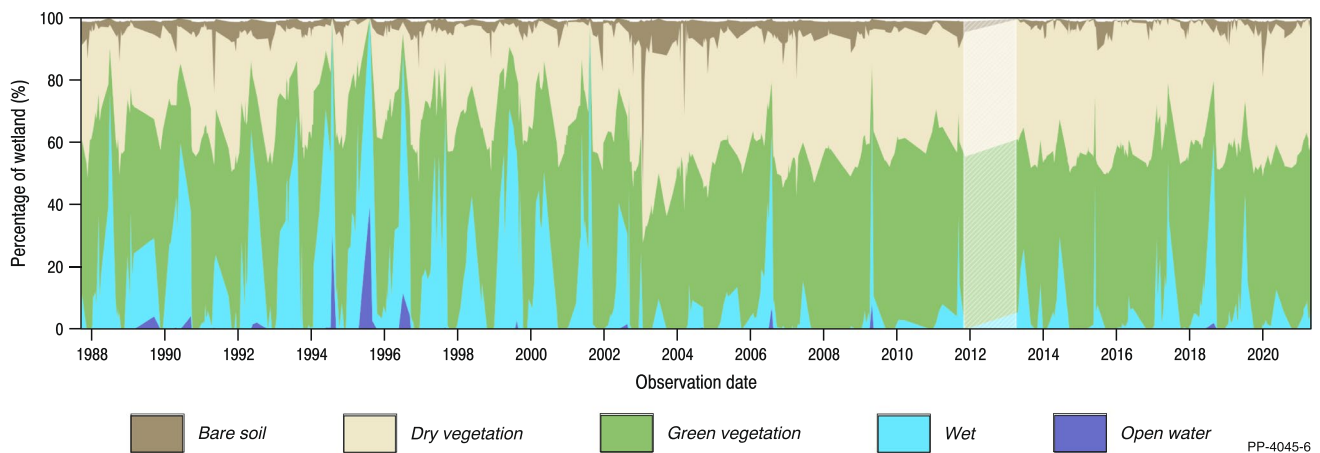 100
80
60
40
20
0
Percentage of wetland (%)
1988 1990 1992 1994 1996 1998 2000 2002 2004 2006 2008 2010 2012 2014 2016 2018 2020
Observation date
Bare soil Dry vegetation Green vegetation Wet Open water
PP-4045-6